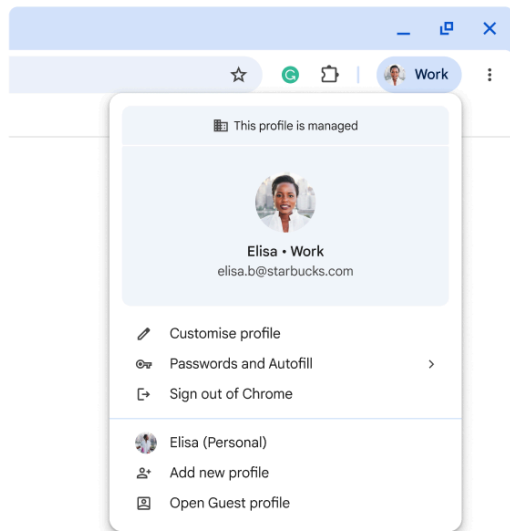 Work
This profile is managed
Elisa • Work
elisa.b@starbucks.com
Customise profile
Passwords and Autofill
Sign out of Chrome
Elisa (Personal)
Add new profile
Open Guest profile